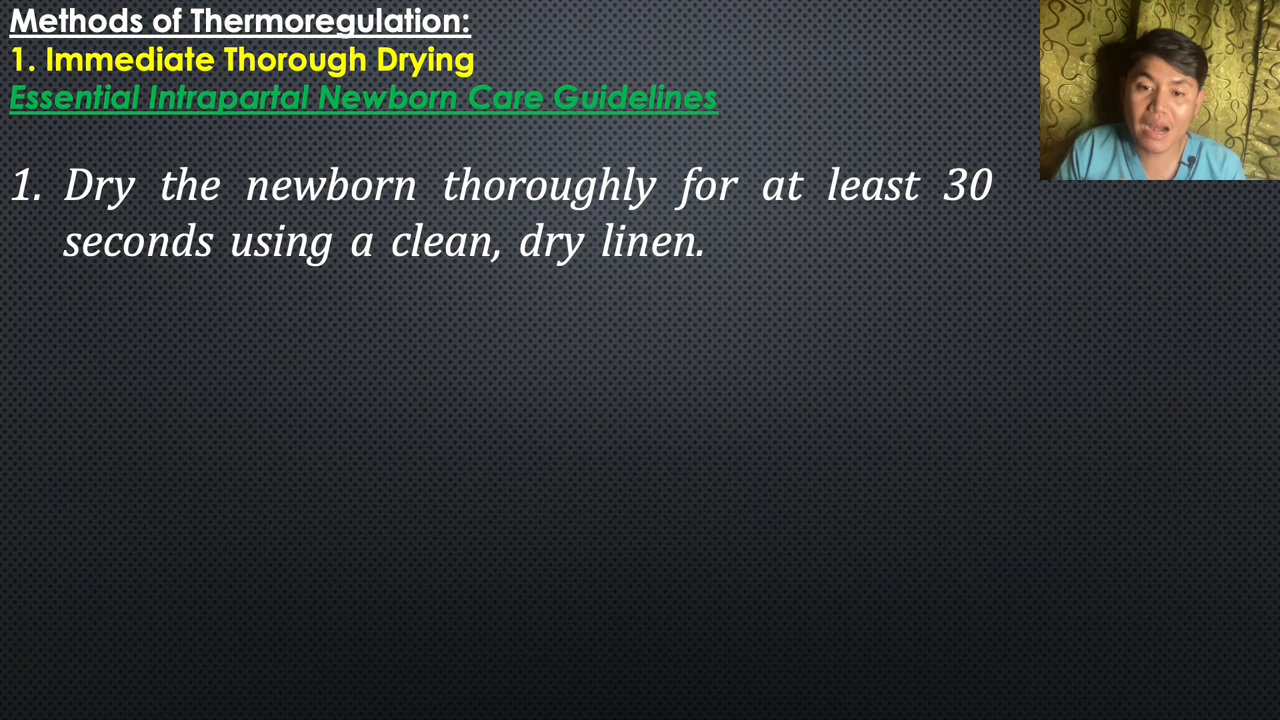 Methods of Thermoregulation:
1. Immediate Thorough Drying
Essential Intrapartal Newborn Care Guidelines
1. Dry the newborn thoroughly for at least 30
seconds using a clean, dry linen.